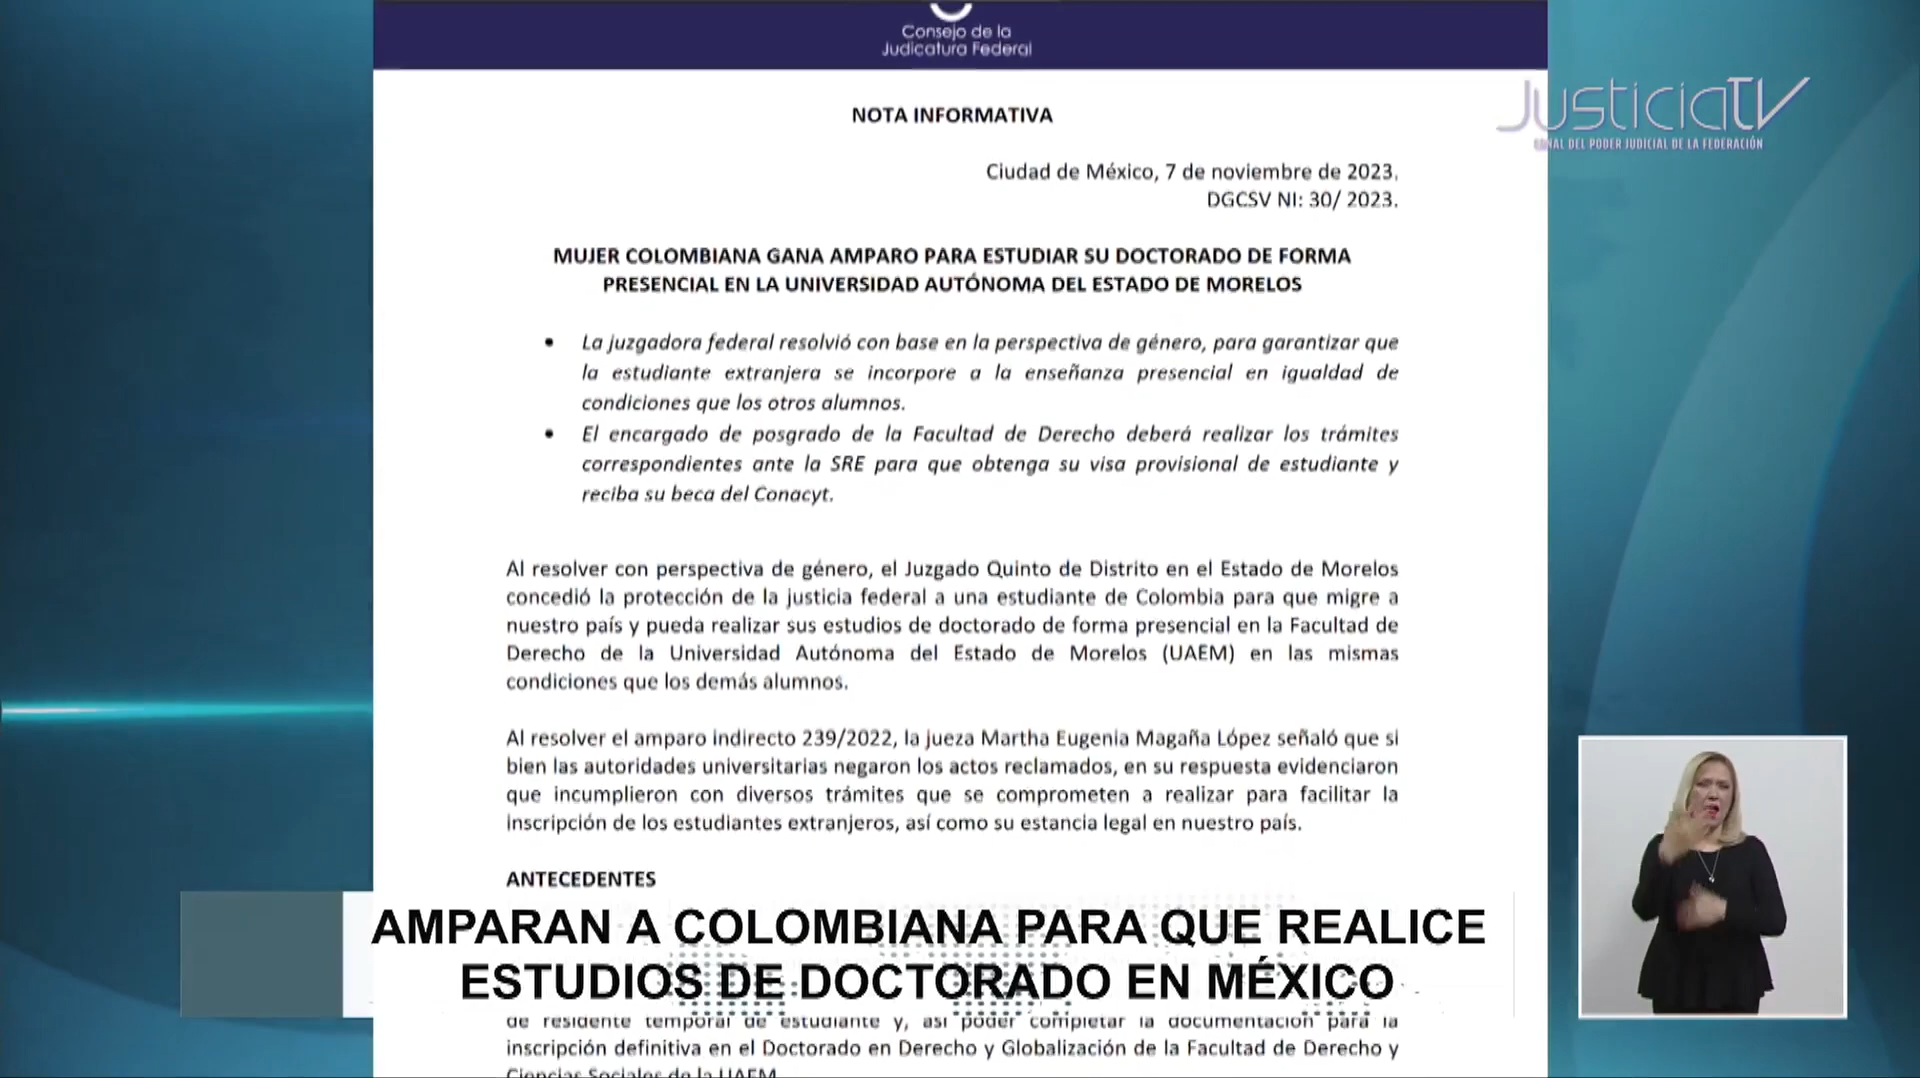 Consejo de la
Judicatura Federal
JusticiaTV
CANAL DEL PODER JUDICIAL DE LA FEDERACIÓN
NOTA INFORMATIVA
Ciudad de México, 7 de noviembre de 2023.
DGCSV NI: 30/ 2023.
MUJER COLOMBIANA GANA AMPARO PARA ESTUDIAR SU DOCTORADO DE FORMA
PRESENCIAL EN LA UNIVERSIDAD AUTÓNOMA DEL ESTADO DE MORELOS
• La juzgadora federal resolvió con base en la perspectiva de género, para garantizar que
la estudiante extranjera se incorpore a la enseñanza presencial en igualdad de
condiciones que los otros alumnos.
• El encargado de posgrado de la Facultad de Derecho deberá realizar los trámites
correspondientes ante la SRE para que obtenga su visa provisional de estudiante y
reciba su beca del Conacyt.
Al resolver con perspectiva de género, el Juzgado Quinto de Distrito en el Estado de Morelos
concedió la protección de la justicia federal a una estudiante de Colombia para que migre a
nuestro país y pueda realizar sus estudios de doctorado de forma presencial en la Facultad de
Derecho de la Universidad Autónoma del Estado de Morelos (UAEM) en las mismas
condiciones que los demás alumnos.
Al resolver el amparo indirecto 239/2022, la jueza Martha Eugenia Magaña López señaló que si
bien las autoridades universitarias negaron los actos reclamados, en su respuesta evidenciaron
que incumplieron con diversos trámites que se comprometen a realizar para facilitar la
inscripción de los estudiantes extranjeros, así como su estancia legal en nuestro país.
ANTECEDENTES
AMPARAN A COLOMBIANA PARA QUE REALICE
ESTUDIOS DE DOCTORADO EN MÉXICO
de residente temporal de estudiante y, así poder completar la documentación para la
inscripción definitiva en el Doctorado en Derecho y Globalización de la Facultad de Derecho y
Ciencias Sociales de la UAEM